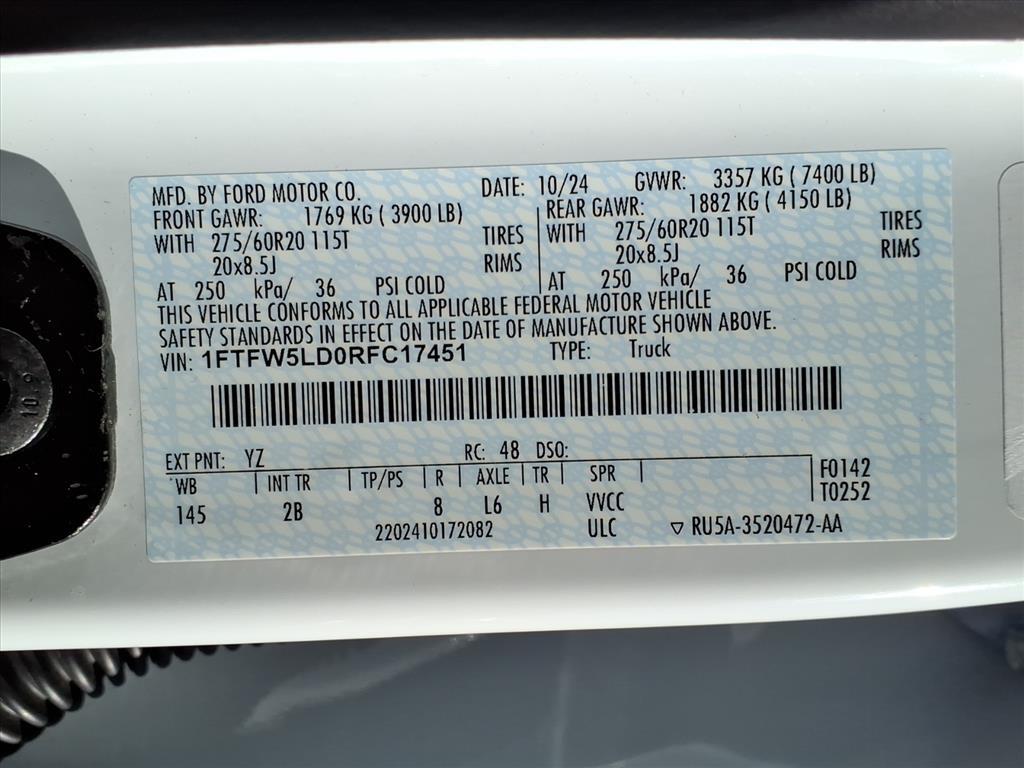 MFD. BY FORD MOTOR CO. DATE: 10/24 GVWR: 3357 KG ( 7400 LB)
FRONT GAWR: 1769 KG ( 3900 LB) REAR GAWR: 1882 KG ( 4150 LB)
WITH 275/60R20 115T TIRES WITH 275/60R20 115T TIRES
20x8.5J RIMS 20x8.5J RIMS
AT 250 kPa/ 36 PSI COLD AT 250 kPa/ 36 PSI COLD
THIS VEHICLE CONFORMS TO ALL APPLICABLE FEDERAL MOTOR VEHICLE
SAFETY STANDARDS IN EFFECT ON THE DATE OF MANUFACTURE SHOWN ABOVE.
VIN: 1FTFW5LD0RFC17451 TYPE: Truck
EXT PNT: YZ RC: 48 DSO:
WB INT TR TP/PS R AXLE TR SPR F0142
T0252
145 2B 8 L6 H VVCC
2202410172082 ULC ▽ RU5A-3520472-AA
10.9